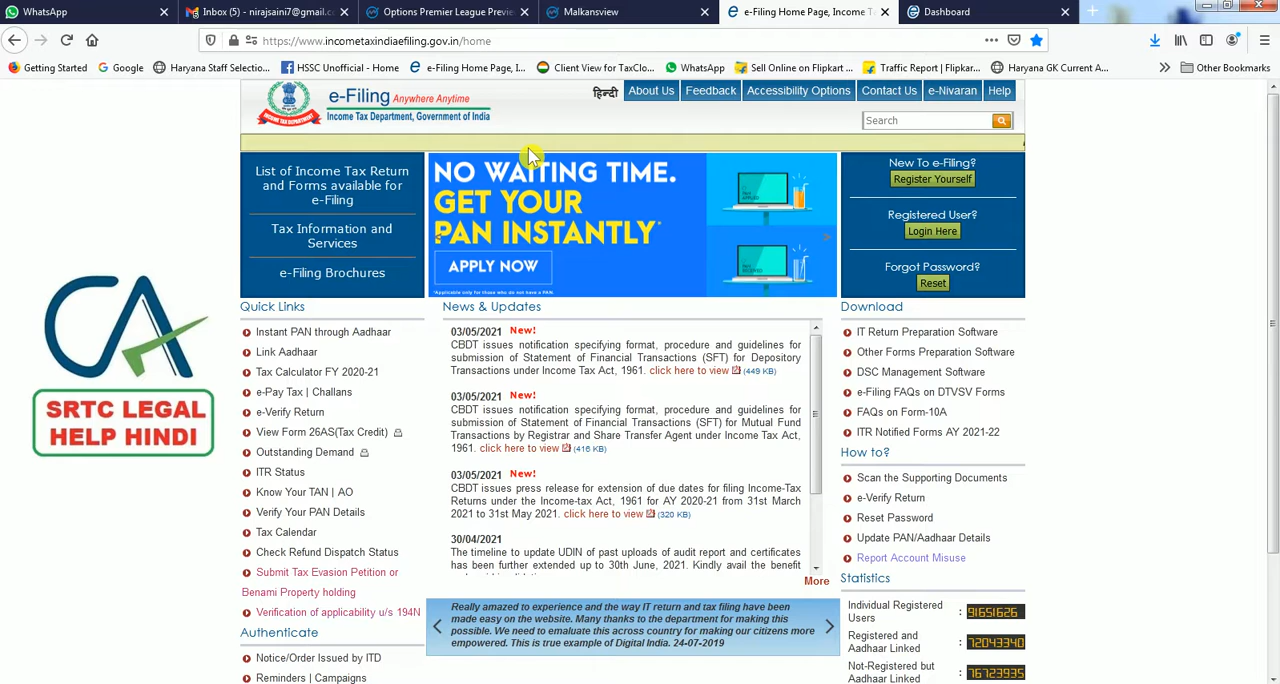 WhatsApp
Inbox (5) - nirajsaini7@gmail.c
Options Premier League Previe
Malkansview
e-Filing Home Page, Income T
Dashboard
https://www.incometaxindiaefiling.gov.in/home
Getting Started
Google
Haryana Staff Selectio...
HSSC Unofficial - Home
e-Filing Home Page, I...
Client View for TaxClo...
WhatsApp
Sell Online on Flipkart ...
Traffic Report | Flipkar...
Haryana GK Current A...
Other Bookmarks
e-Filing Anywhere Anytime
Income Tax Department, Government of India
INCOME TAX DEPARTMENT
हिन्दी
About Us
Feedback
Accessibility Options
Contact Us
e-Nivaran
Help
Search
List of Income Tax Return
and Forms available for
e-Filing
Tax Information and
Services
e-Filing Brochures
NO WAITING TIME.
GET YOUR
PAN INSTANTLY*
APPLY NOW
*Applicable only for those who do not have a PAN
New To e-Filing?
Register Yourself
Registered User?
Login Here
Forgot Password?
Reset
CA
SRTC LEGAL
HELP HINDI
Quick Links
Instant PAN through Aadhaar
Link Aadhaar
Tax Calculator FY 2020-21
e-Pay Tax | Challans
e-Verify Return
View Form 26AS(Tax Credit)
Outstanding Demand
ITR Status
Know Your TAN | AO
Verify Your PAN Details
Tax Calendar
Check Refund Dispatch Status
Submit Tax Evasion Petition or
Benami Property holding
Verification of applicability u/s 194N
Authenticate
Notice/Order Issued by ITD
Reminders | Campaigns
News & Updates
03/05/2021 New!
CBDT issues notification specifying format, procedure and guidelines for
submission of Statement of Financial Transactions (SFT) for Depository
Transactions under Income Tax Act, 1961. click here to view (449 KB)
03/05/2021 New!
CBDT issues notification specifying format, procedure and guidelines for
submission of Statement of Financial Transactions (SFT) for Mutual Fund
Transactions by Registrar and Share Transfer Agent under Income Tax Act,
1961. click here to view (416 KB)
03/05/2021 New!
CBDT issues press release for extension of due dates for filing Income-Tax
Returns under the Income-tax Act, 1961 for AY 2020-21 from 31st March
2021 to 31st May 2021. click here to view (320 KB)
30/04/2021
The timeline to update UDIN of past uploads of audit report and certificates
has been further extended up to 30th June, 2021. Kindly avail the benefit
More
Really amazed to experience and the way IT return and tax filing have been
made easy on the website. Many thanks to the department for making this
possible. We need to emaluate this across country for making our citizens more
empowered. This is true example of Digital India. 24-07-2019
Download
IT Return Preparation Software
Other Forms Preparation Software
DSC Management Software
e-Filing FAQs on DTVSV Forms
FAQs on Form-10A
ITR Notified Forms AY 2021-22
How to?
Scan the Supporting Documents
e-Verify Return
Reset Password
Update PAN/Aadhaar Details
Report Account Misuse
Statistics
Individual Registered
Users : 91651626
Registered and
Aadhaar Linked : 72043340
Not-Registered but
Aadhaar Linked : 76723935